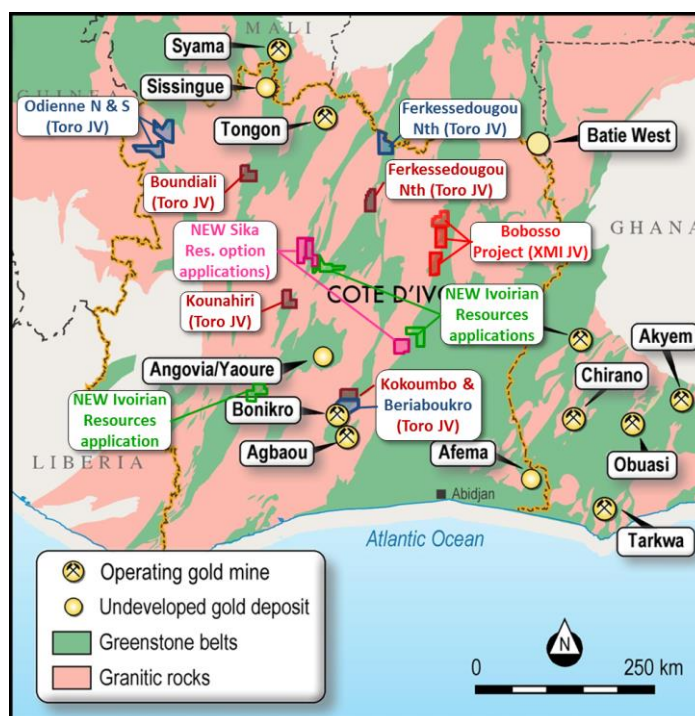 MALI
Syama
Sissingue
GUINEA
Odienne N & S
(Toro JV)
Tongon
Ferkessedougou
Nth (Toro JV)
Batie West
Boundiali
(Toro JV)
Ferkessedougou
Nth (Toro JV)
NEW Sika
Res. option
applications)
Bobosso
Project (XMI JV)
GHANA
Kounahiri
(Toro JV)
COTE D'IVO
NEW Ivoirian
Resources
applications
Akyem
Angovia/Yaoure
Chirano
NEW Ivoirian
Resources
application
Bonikro
Kokoumbo &
Beriaboukro
(Toro JV)
Agbaou
Afema
Obuasi
LIBERIA
Abidjan
Tarkwa
Atlantic Ocean
Operating gold mine
Undeveloped gold deposit
Greenstone belts
Granitic rocks
N
0 250 km